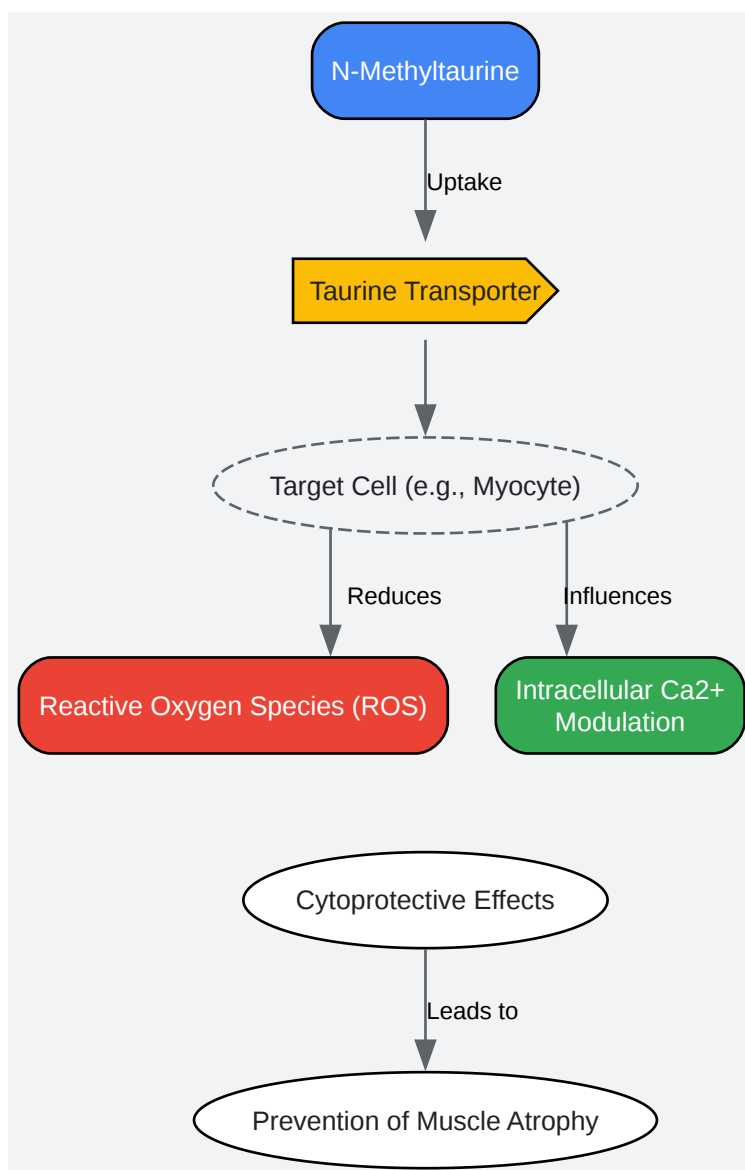 N-Methyltaurine
Uptake
Taurine Transporter
Target Cell (e.g., Myocyte)
Reduces
Influences
Reactive Oxygen Species (ROS)
Intracellular Ca2+
Modulation
Cytoprotective Effects
Leads to
Prevention of Muscle Atrophy